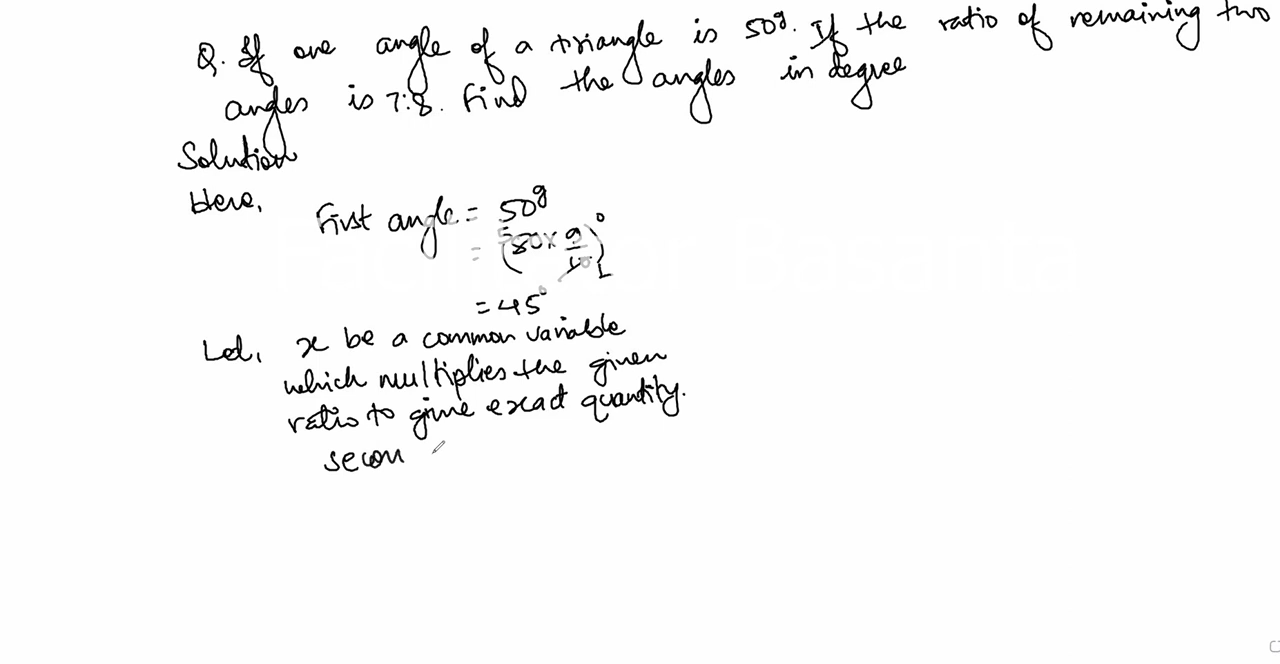 Q. If one angle of a triangle is 50g. If the ratio of remaining two
angles is 7:8. Find the angles in degree
Solution
Here,
First angle = 50g
= (50 × 9/10)°
= 45°
Let, x be a common variable
which multiplies the given
ratio to give exact quantity.
secon
Facilitator Basanta